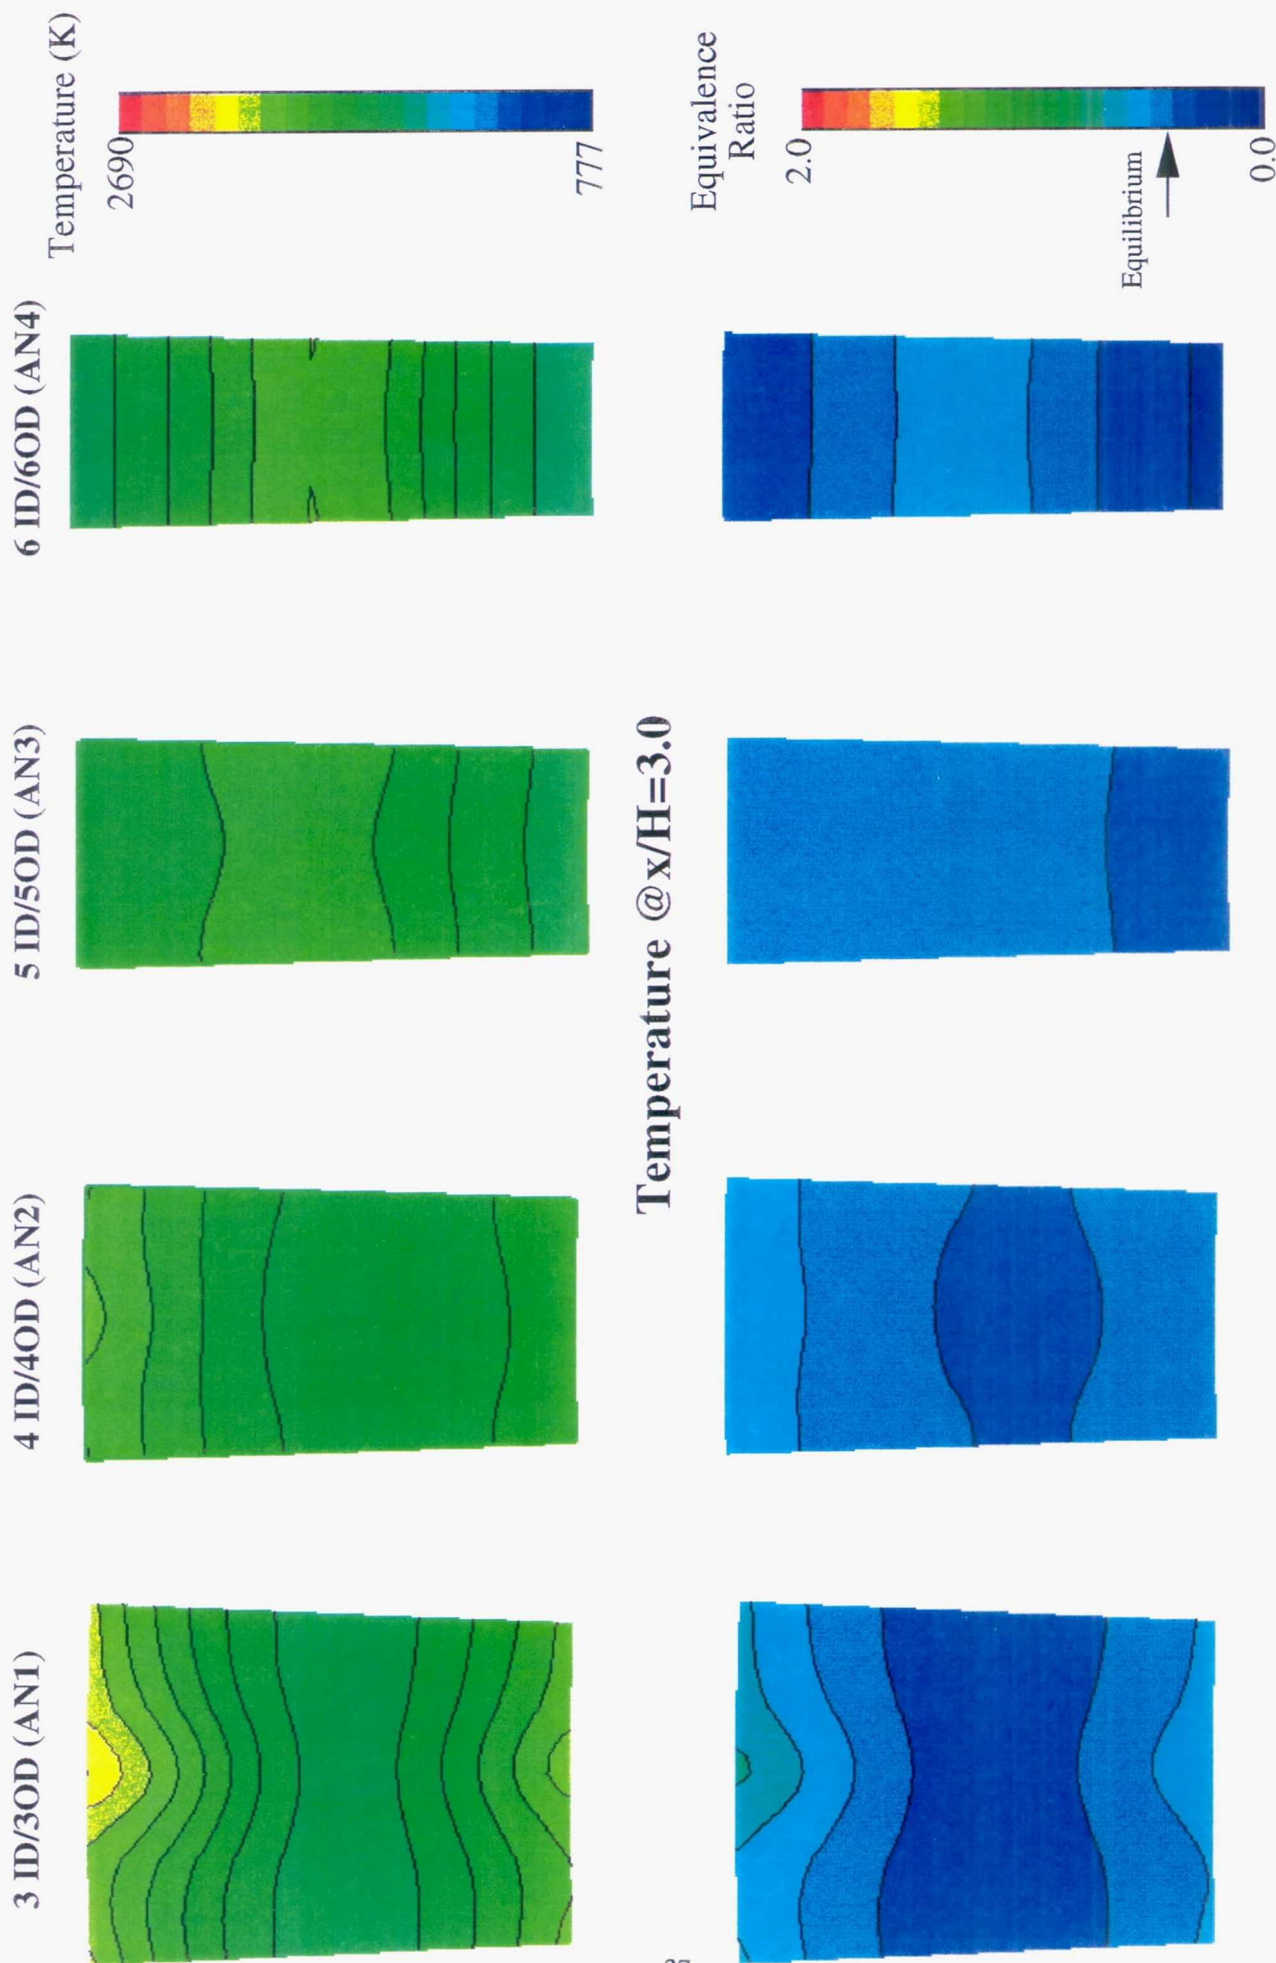 3 ID/3OD (AN1)
4 ID/4OD (AN2)
5 ID/5OD (AN3)
6 ID/6OD (AN4)
Temperature (K)
2690
777
Temperature @x/H=3.0
Equivalence
Ratio
2.0
Equilibrium
0.0